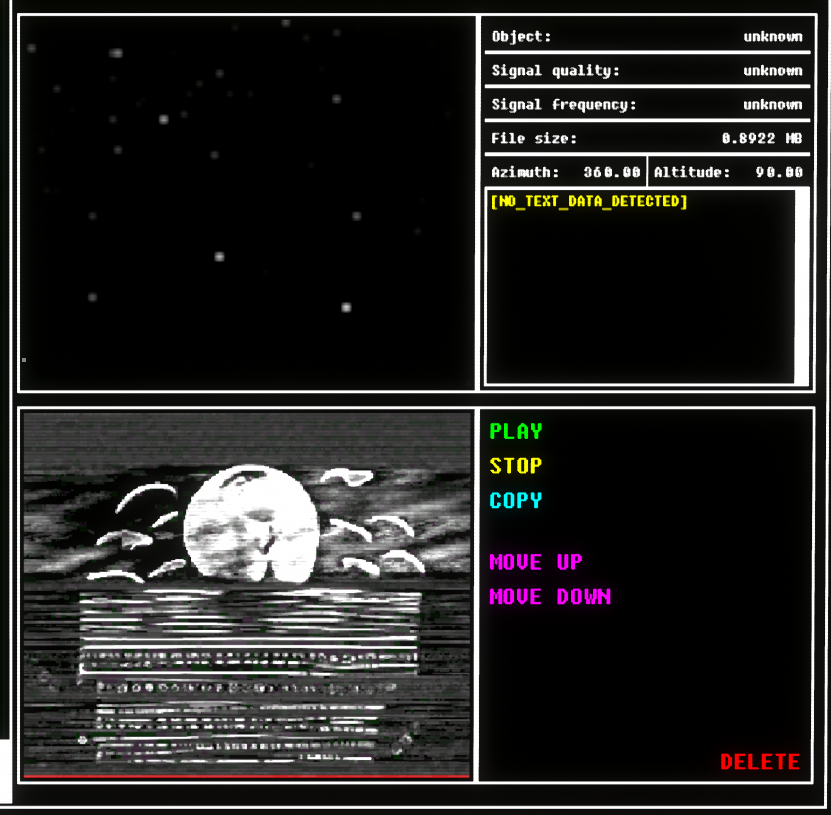 Object: unknown
Signal quality: unknown
Signal frequency: unknown
File size: 0.8922 MB
Azimuth: 360.00 Altitude: 90.00
[NO_TEXT_DATA_DETECTED]
PLAY
STOP
COPY
MOVE UP
MOVE DOWN
DELETE